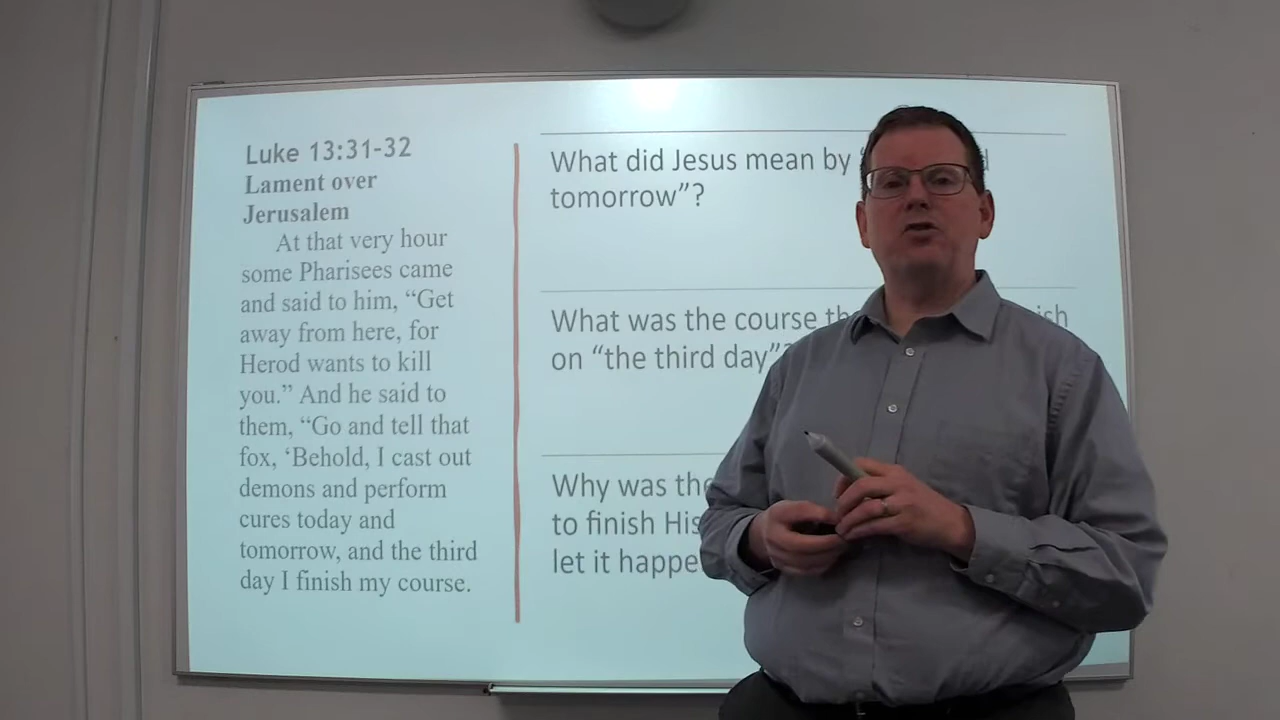 Luke 13:31-32
Lament over
Jerusalem
At that very hour
some Pharisees came
and said to him, “Get
away from here, for
Herod wants to kill
you.” And he said to
them, “Go and tell that
fox, ‘Behold, I cast out
demons and perform
cures today and
tomorrow, and the third
day I finish my course.
What did Jesus mean by
tomorrow”?
What was the course
on “the third day”?
Why was the
to finish His
let it happen